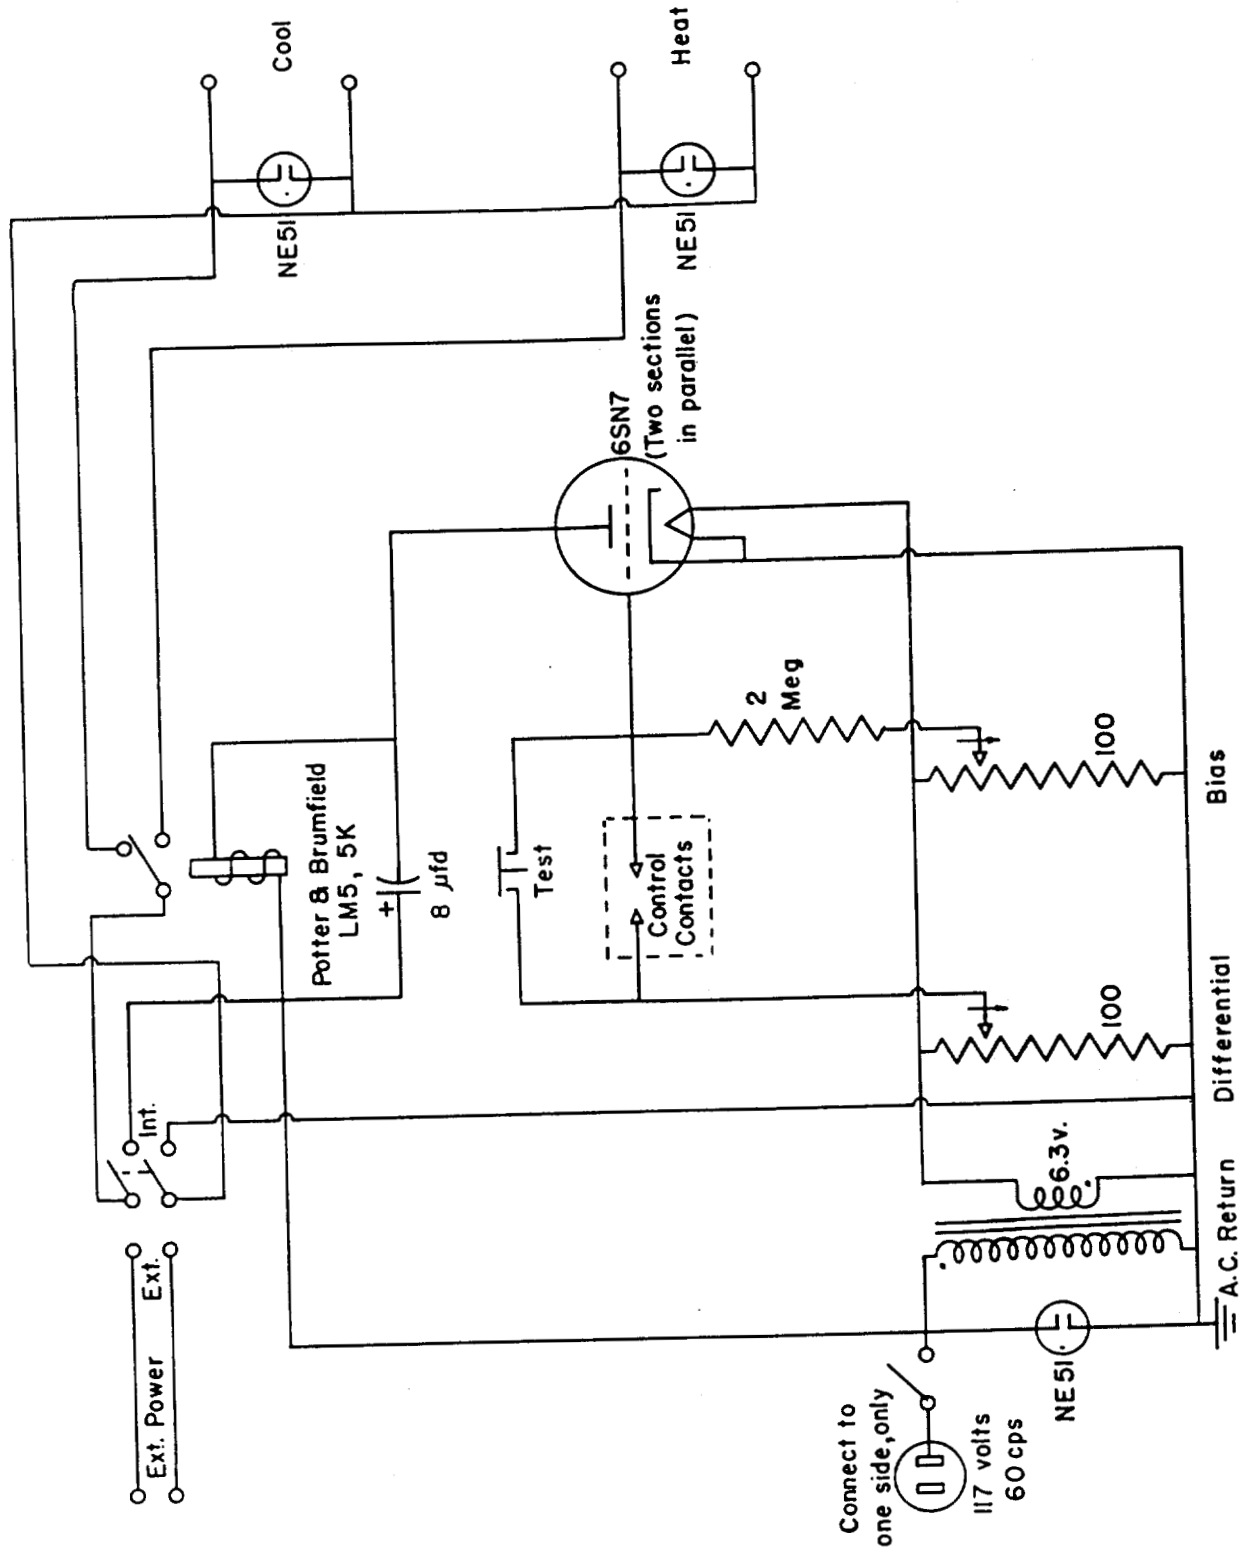 Cool
Heat
NE51
NE51
6SN7
(Two sections
in parallel)
Potter & Brumfield
LM5, 5K
+
8 μfd
Test
Control
Contacts
2
Meg
100
Bias
100
Differential
Int.
6.3v.
Ext. Power
Ext.
A.C. Return
NE51
Connect to
one side, only
117 volts
60 cps